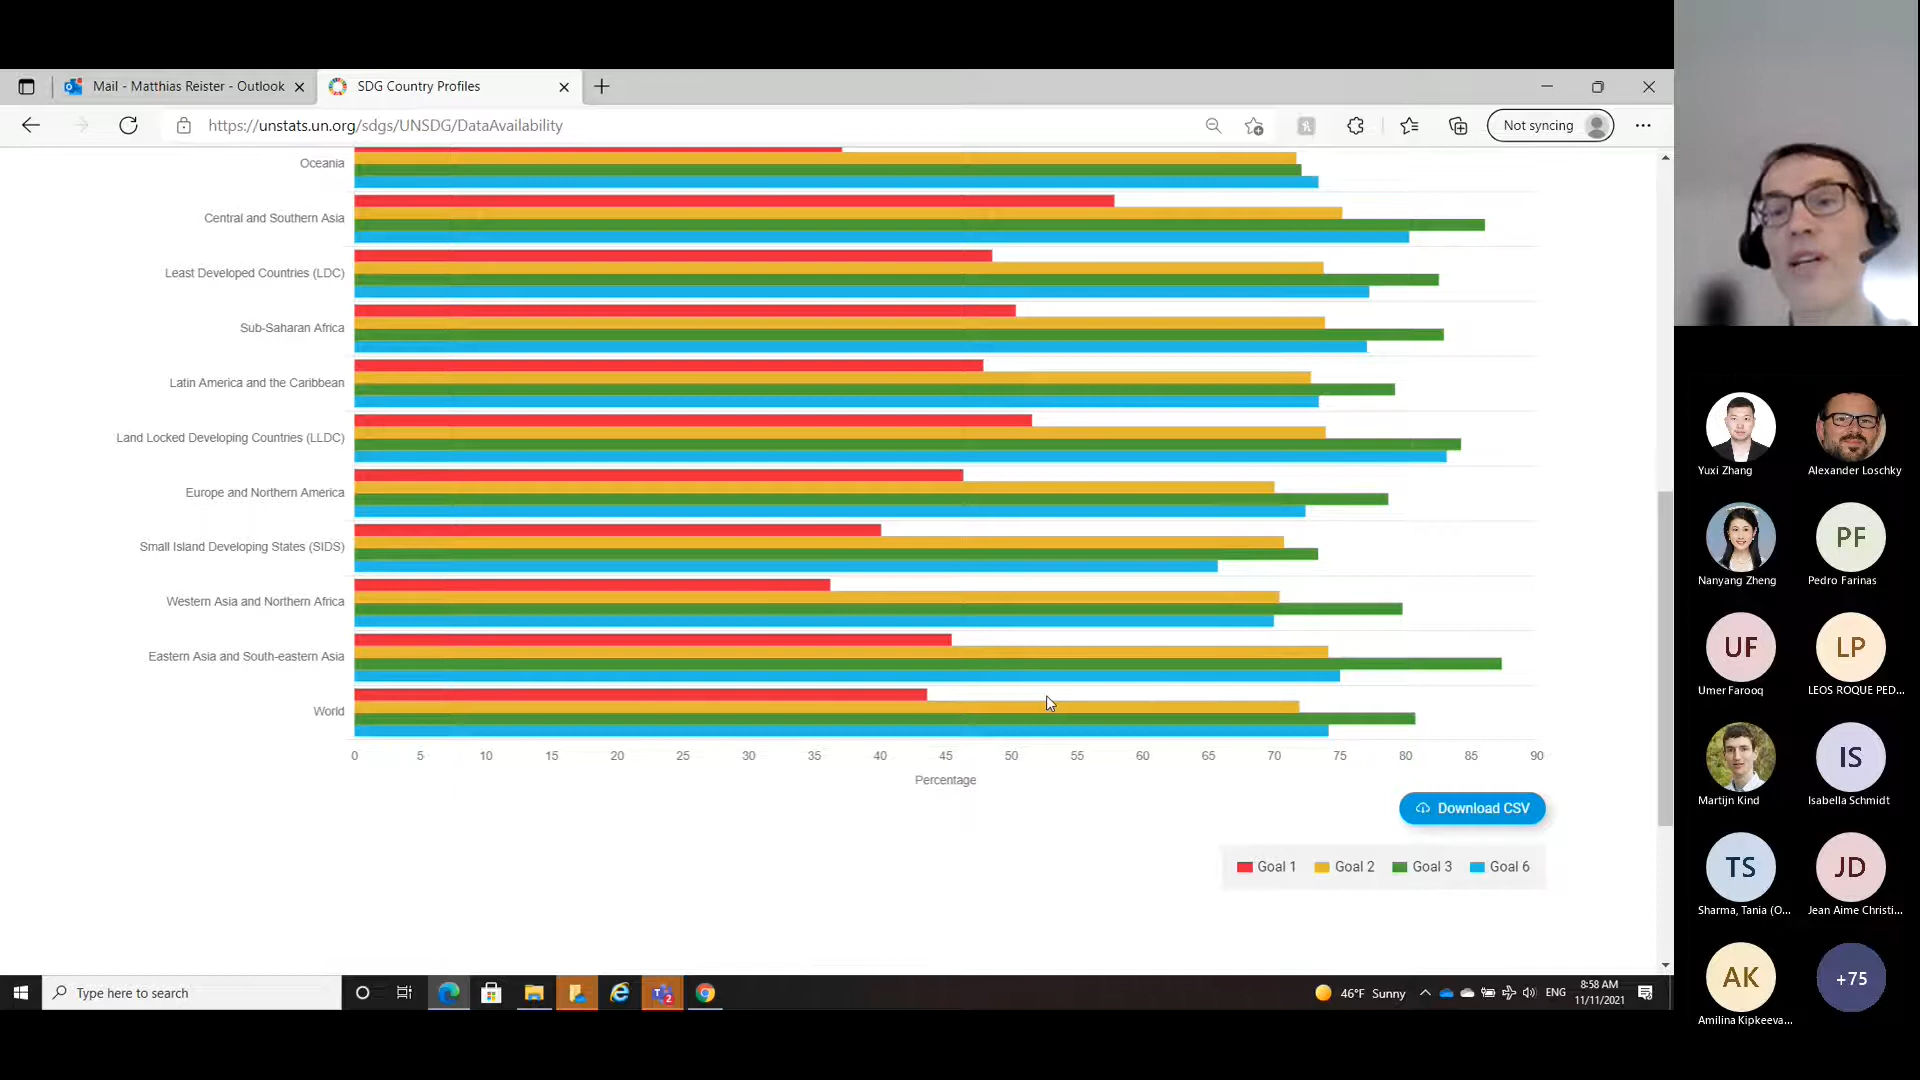 Mail - Matthias Reister - Outlook
SDG Country Profiles
https://unstats.un.org/sdgs/UNSDG/DataAvailability
Not syncing
Oceania
Central and Southern Asia
Least Developed Countries (LDC)
Sub-Saharan Africa
Latin America and the Caribbean
Land Locked Developing Countries (LLDC)
Europe and Northern America
Small Island Developing States (SIDS)
Western Asia and Northern Africa
Eastern Asia and South-eastern Asia
World
0 5 10 15 20 25 30 35 40 45 50 55 60 65 70 75 80 85 90
Percentage
Download CSV
Goal 1 Goal 2 Goal 3 Goal 6
Type here to search
2
46°F Sunny
ENG
8:58 AM
11/11/2021
Yuxi Zhang
Alexander Loschky
PF
Nanyang Zheng
Pedro Farinas
UF
LP
Umer Farooq
LEOS ROQUE PED...
IS
Martijn Kind
Isabella Schmidt
TS
JD
Sharma, Tania (O...
Jean Aime Christi...
AK
+75
Amilina Kipkeeva...